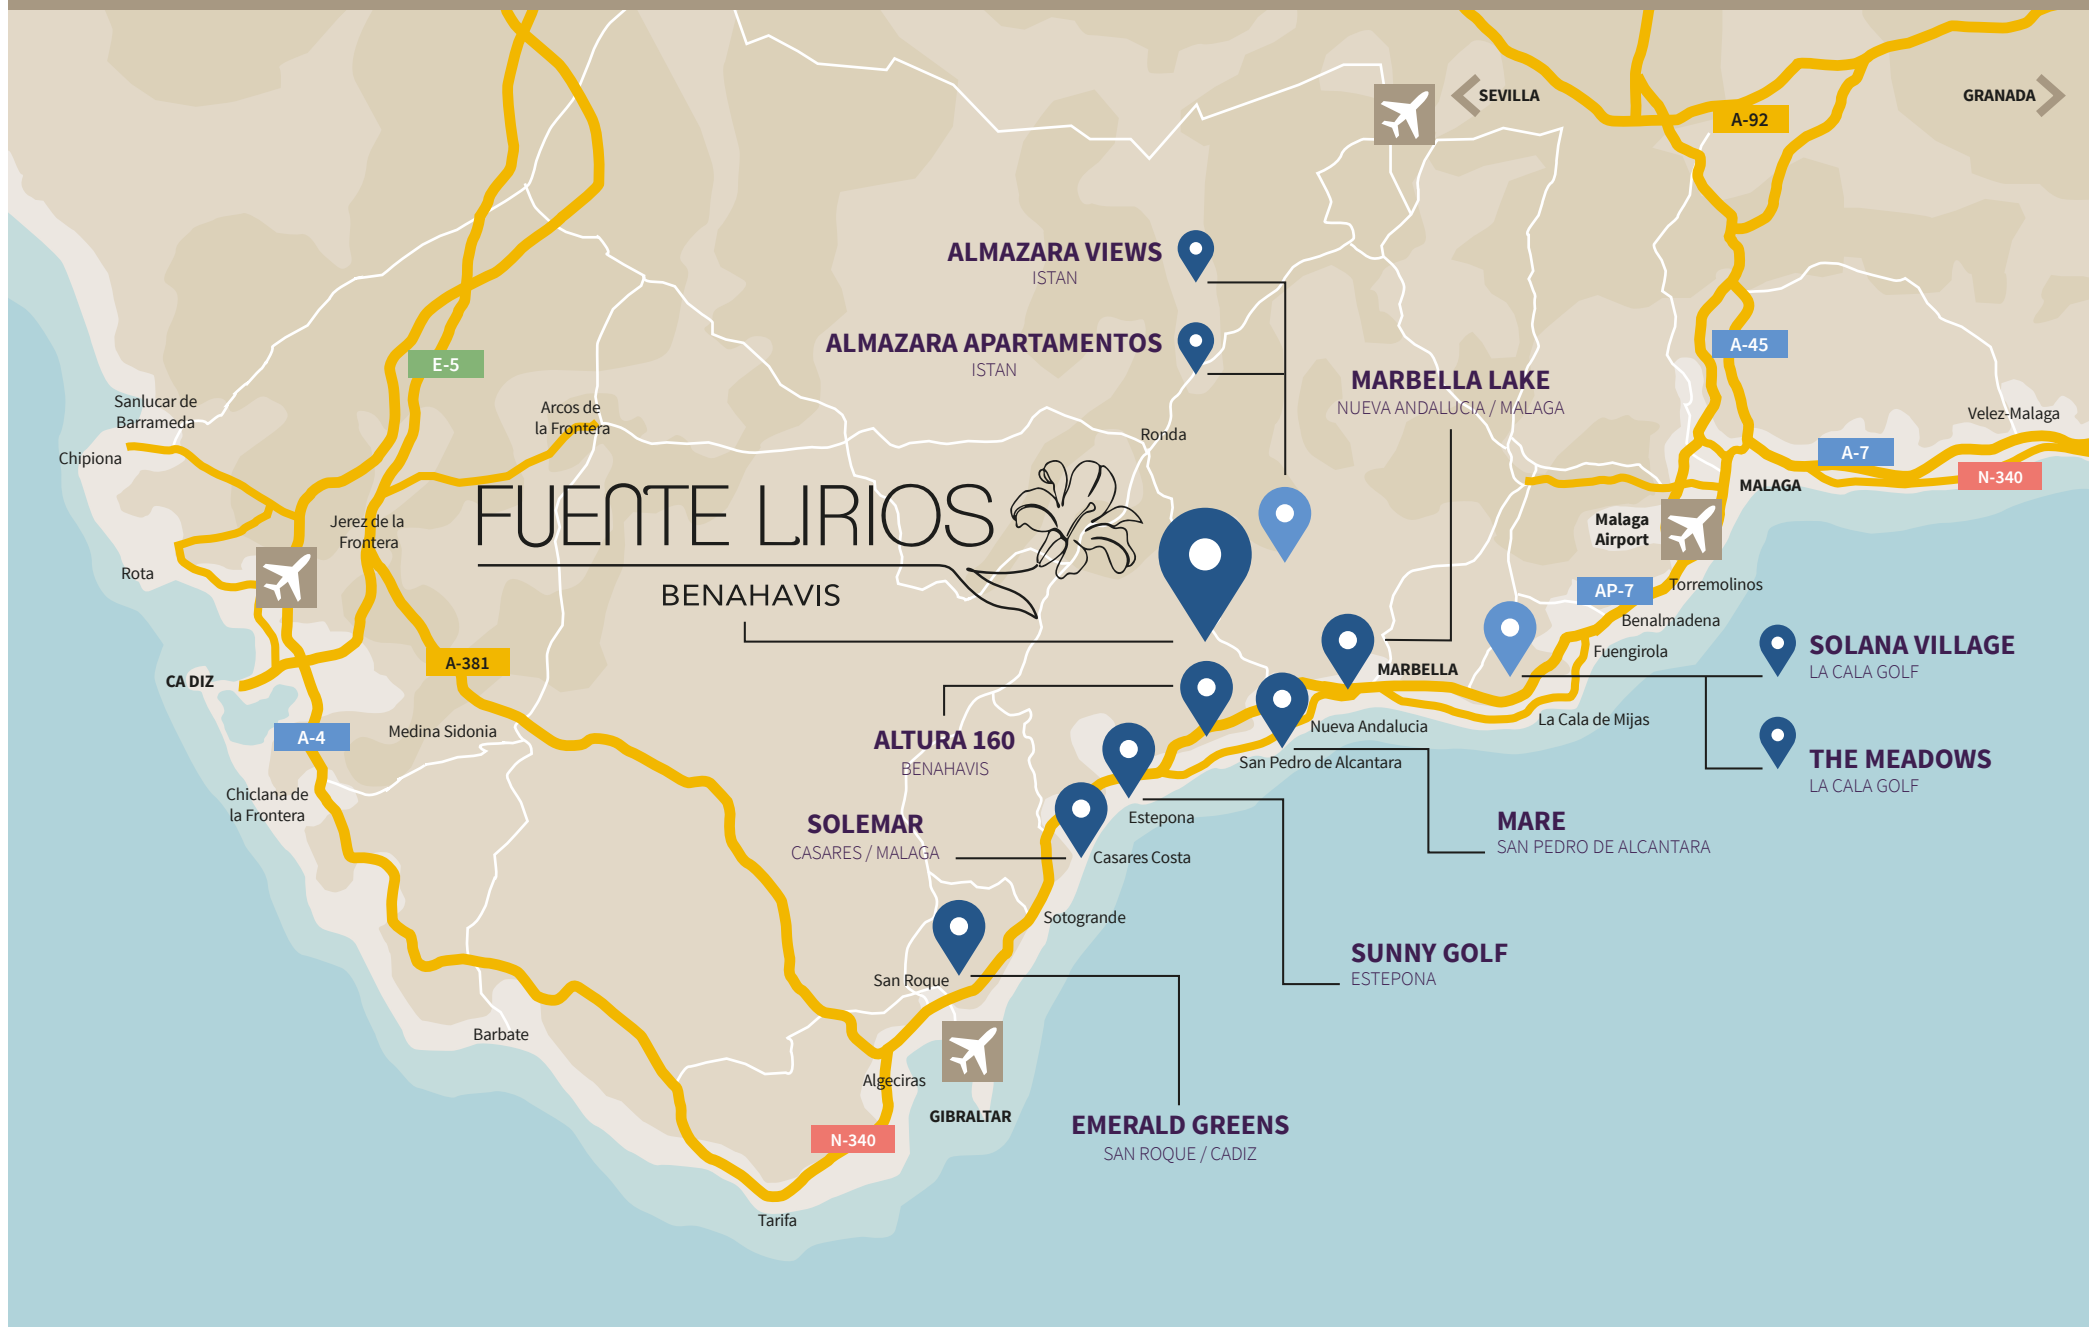 SEVILLA
GRANADA
A-92
ALMAZARA VIEWS
ISTAN
ALMAZARA APARTAMENTOS
ISTAN
A-45
E-5
MARBELLA LAKE
NUEVA ANDALUCIA / MALAGA
Sanlucar de
Barrameda
Arcos de
la Frontera
Velez-Malaga
Ronda
Chipiona
A-7
N-340
MALAGA
FUENTE LIRIOS
BENAHAVIS
Jerez de la
Frontera
Malaga
Airport
Rota
Torremolinos
AP-7
Benalmadena
Fuengirola
SOLANA VILLAGE
LA CALA GOLF
A-381
MARBELLA
CA DIZ
La Cala de Mijas
Nueva Andalucia
Medina Sidonia
A-4
ALTURA 160
BENAHAVIS
San Pedro de Alcantara
THE MEADOWS
LA CALA GOLF
Chiclana de
la Frontera
Estepona
SOLEMAR
CASARES / MALAGA
MARE
SAN PEDRO DE ALCANTARA
Casares Costa
Sotogrande
SUNNY GOLF
ESTEPONA
San Roque
Barbate
Algeciras
GIBRALTAR
EMERALD GREENS
SAN ROQUE / CADIZ
N-340
Tarifa